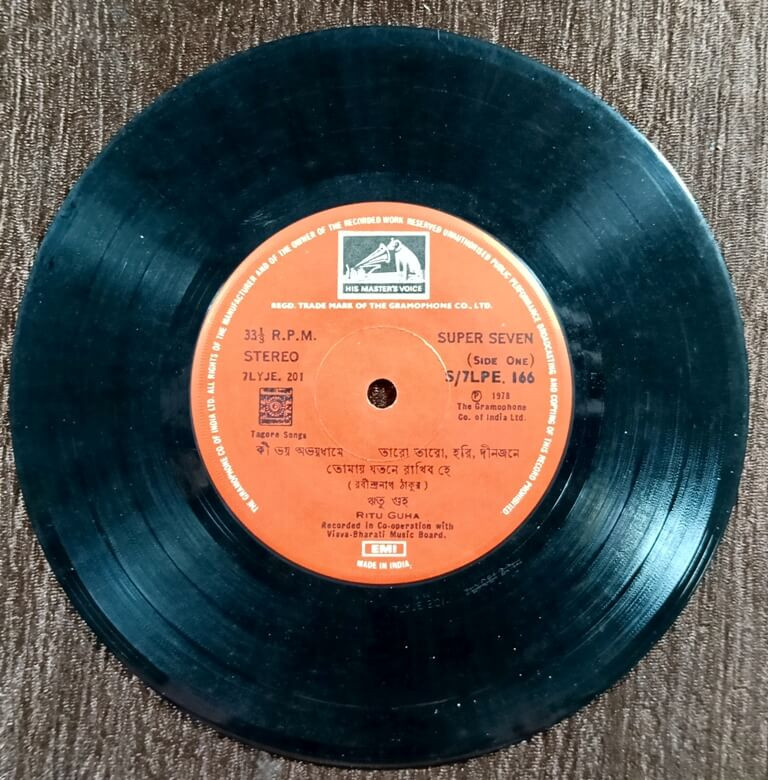 THE GRAMOPHONE CO. OF INDIA LTD. ALL RIGHTS OF THE MANUFACTURER AND OF THE OWNER OF THE RECORDED WORK RESERVED UNAUTHORISED PUBLIC PERFORMANCE BROADCASTING AND COPYING OF THIS RECORD PROHIBITED.
HIS MASTER'S VOICE
REGD. TRADE MARK OF THE GRAMOPHONE CO., LTD.
33⅓ R.P.M. SUPER SEVEN
STEREO (SIDE ONE)
7LYJE. 201 S/7LPE. 166
Ⓟ 1978
The Gramophone
Co. of India Ltd.
Tagore Songs
কী ভয় অভয়ধামে তারো তারো, হরি, দীনজনে
তোমায় যতনে রাখিব হে
(রবীন্দ্রনাথ ঠাকুর)
ঋতু গুহ
RITU GUHA
Recorded in Co-operation with
Visva-Bharati Music Board.
EMI
MADE IN INDIA.